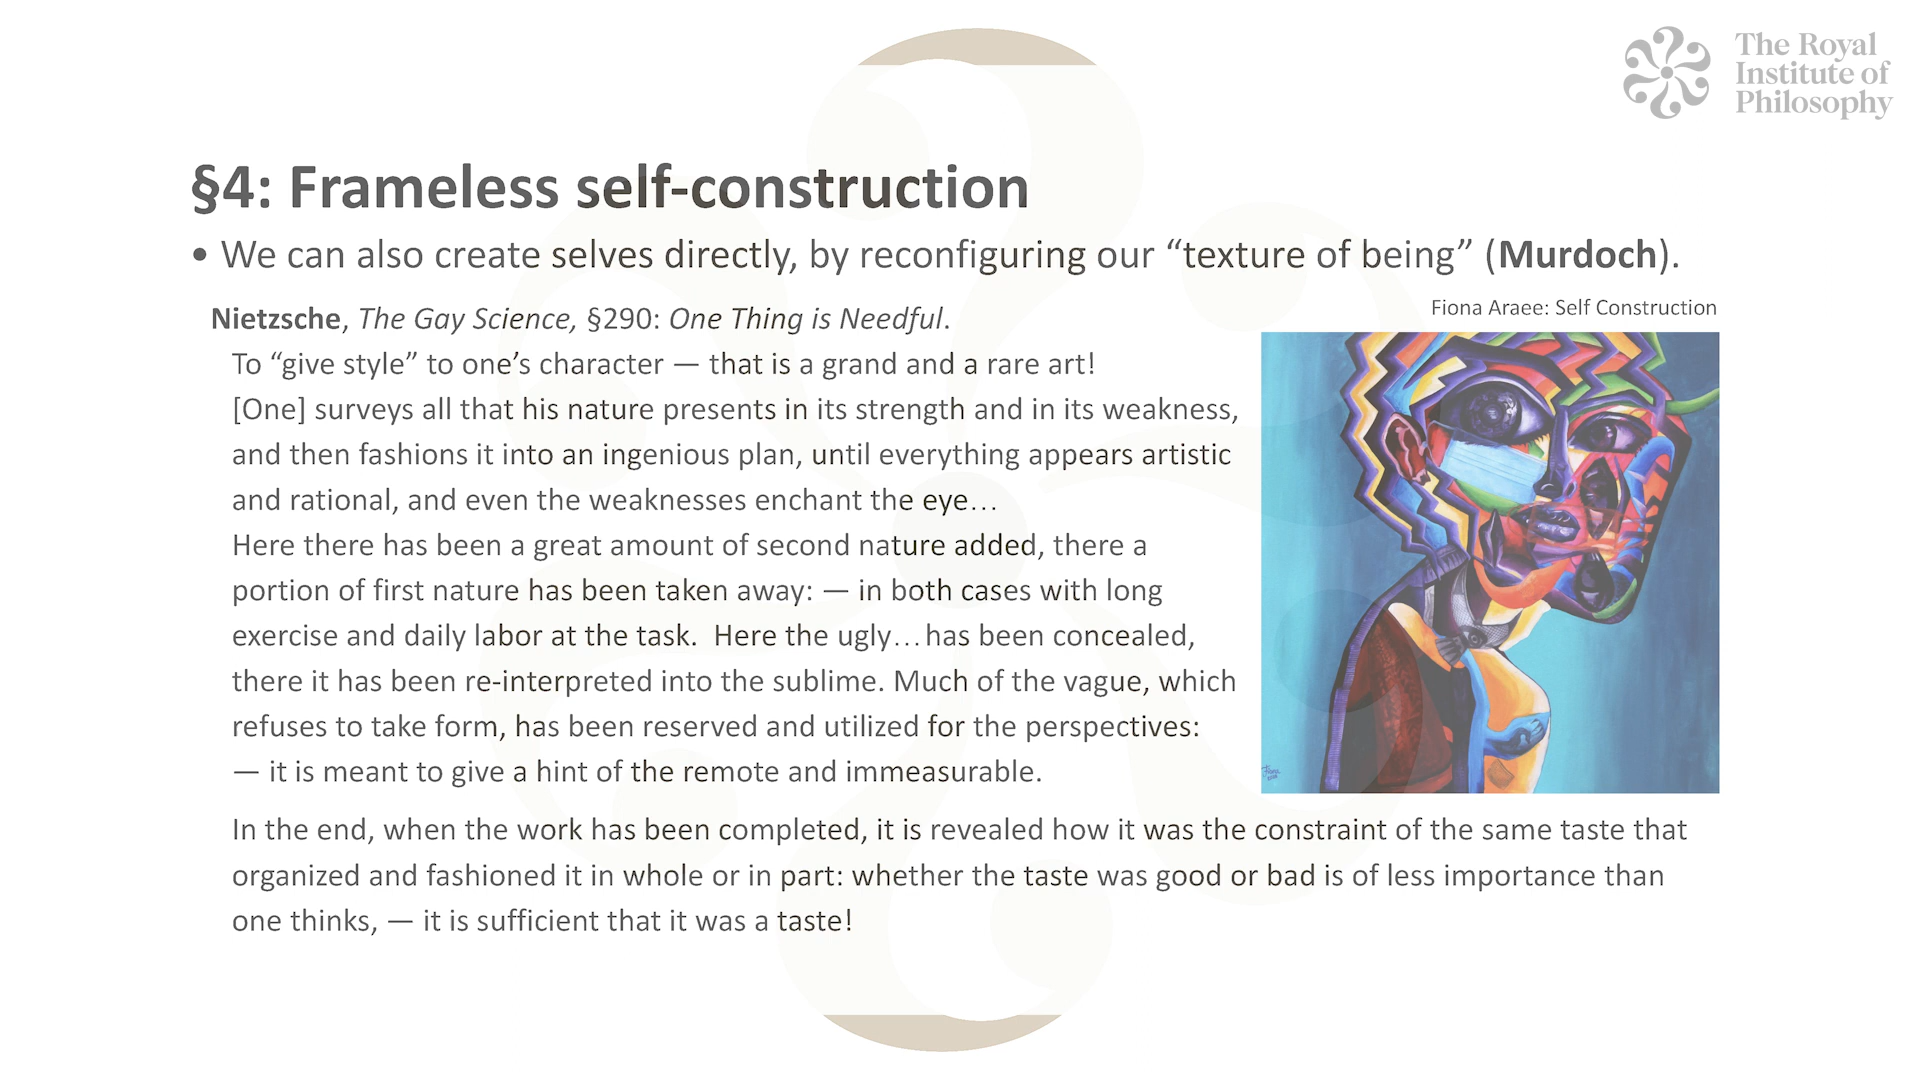 The Royal
Institute of
Philosophy
§4: Frameless self-construction
• We can also create selves directly, by reconfiguring our “texture of being” (Murdoch).
Fiona Araee: Self Construction
Nietzsche, The Gay Science, §290: One Thing is Needful.
To “give style” to one’s character — that is a grand and a rare art!
[One] surveys all that his nature presents in its strength and in its weakness,
and then fashions it into an ingenious plan, until everything appears artistic
and rational, and even the weaknesses enchant the eye…
Here there has been a great amount of second nature added, there a
portion of first nature has been taken away: — in both cases with long
exercise and daily labor at the task.  Here the ugly…has been concealed,
there it has been re-interpreted into the sublime. Much of the vague, which
refuses to take form, has been reserved and utilized for the perspectives:
— it is meant to give a hint of the remote and immeasurable.
In the end, when the work has been completed, it is revealed how it was the constraint of the same taste that
organized and fashioned it in whole or in part: whether the taste was good or bad is of less importance than
one thinks, — it is sufficient that it was a taste!